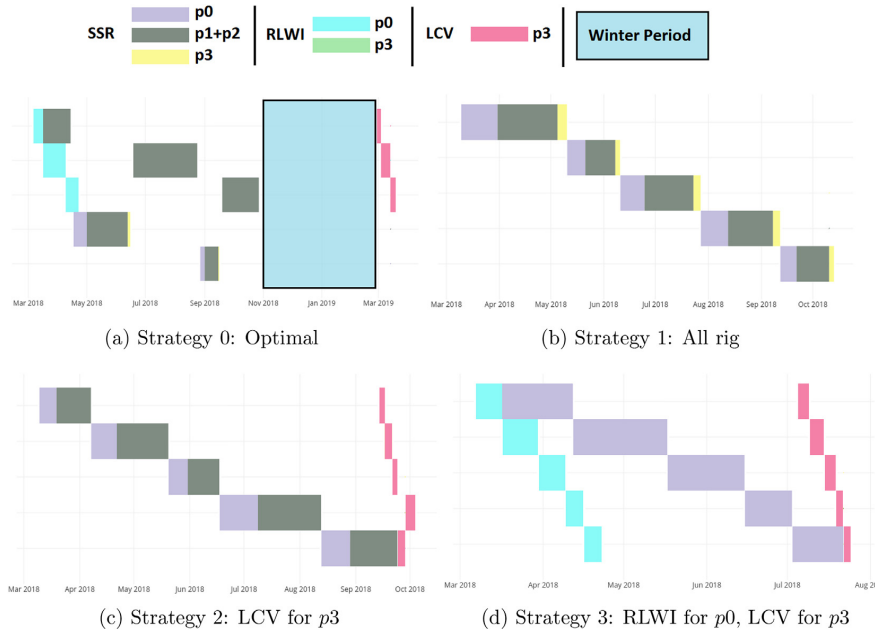 SSR p0 p1+p2 p3 RLWI p0 p3 LCV p3 Winter Period
Mar 2018 May 2018 Jul 2018 Sep 2018 Nov 2018 Jan 2019 Mar 2019
(a) Strategy 0: Optimal
Mar 2018 Apr 2018 May 2018 Jun 2018 Jul 2018 Aug 2018 Sep 2018 Oct 2018
(b) Strategy 1: All rig
Mar 2018 Apr 2018 May 2018 Jun 2018 Jul 2018 Aug 2018 Sep 2018 Oct 2018
(c) Strategy 2: LCV for p3
Mar 2018 Apr 2018 May 2018 Jun 2018 Jul 2018 Aug 20
(d) Strategy 3: RLWI for p0, LCV for p3